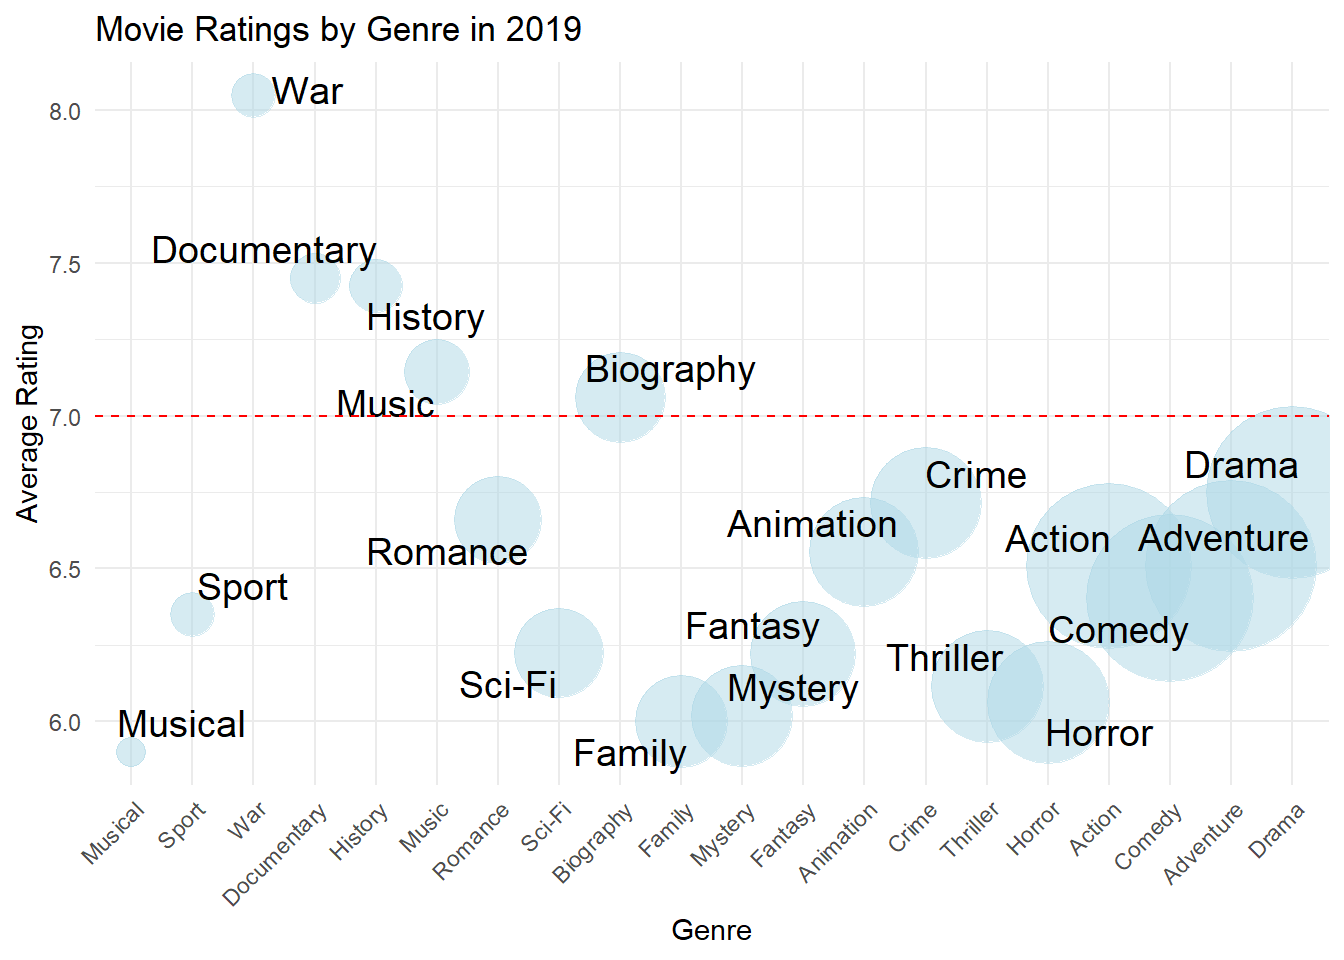 Movie Ratings by Genre in 2019
Average Rating
8.0
7.5
7.0
6.5
6.0
War
Documentary
History
Biography
Music
Drama
Crime
Animation
Action
Adventure
Romance
Sport
Fantasy
Comedy
Thriller
Sci-Fi
Mystery
Musical
Horror
Family
Musical
Sport
War
Documentary
History
Music
Romance
Sci-Fi
Biography
Family
Mystery
Fantasy
Animation
Crime
Thriller
Horror
Action
Comedy
Adventure
Drama
Genre